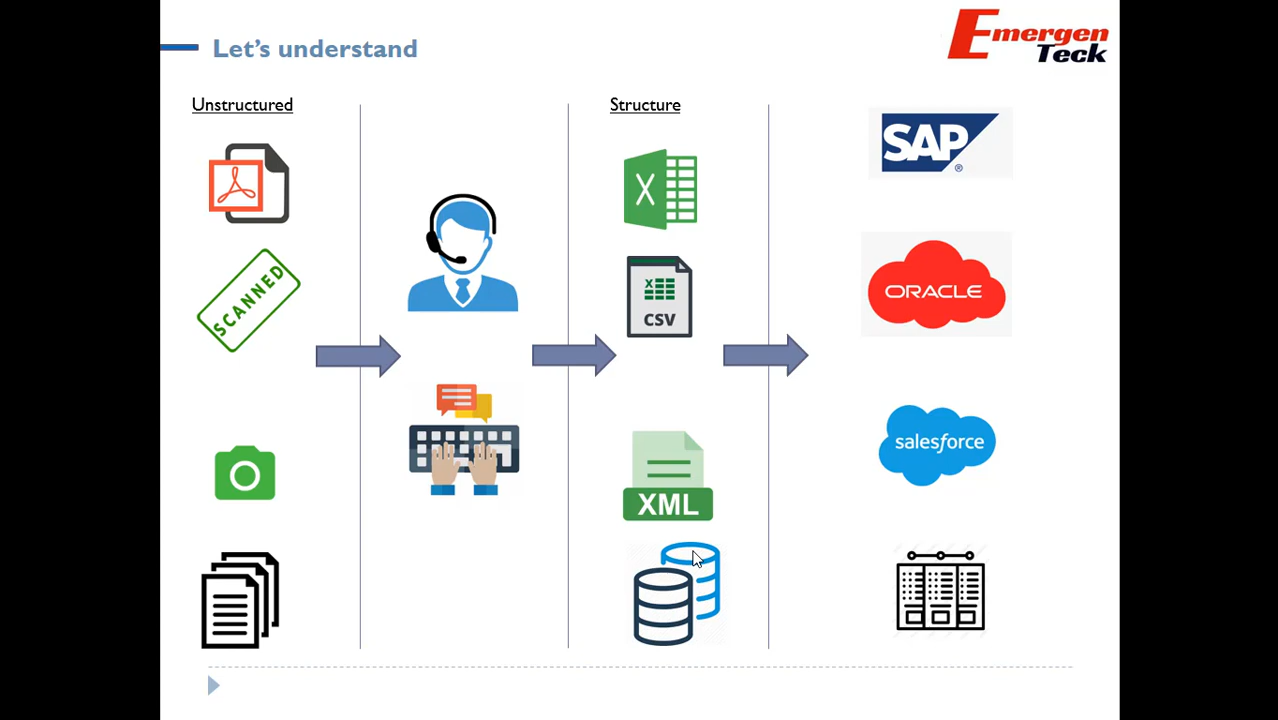 Let's understand
Emergen
Teck
Unstructured
Structure
SCANNED
X
X
CSV
XML
SAP
®
ORACLE
salesforce